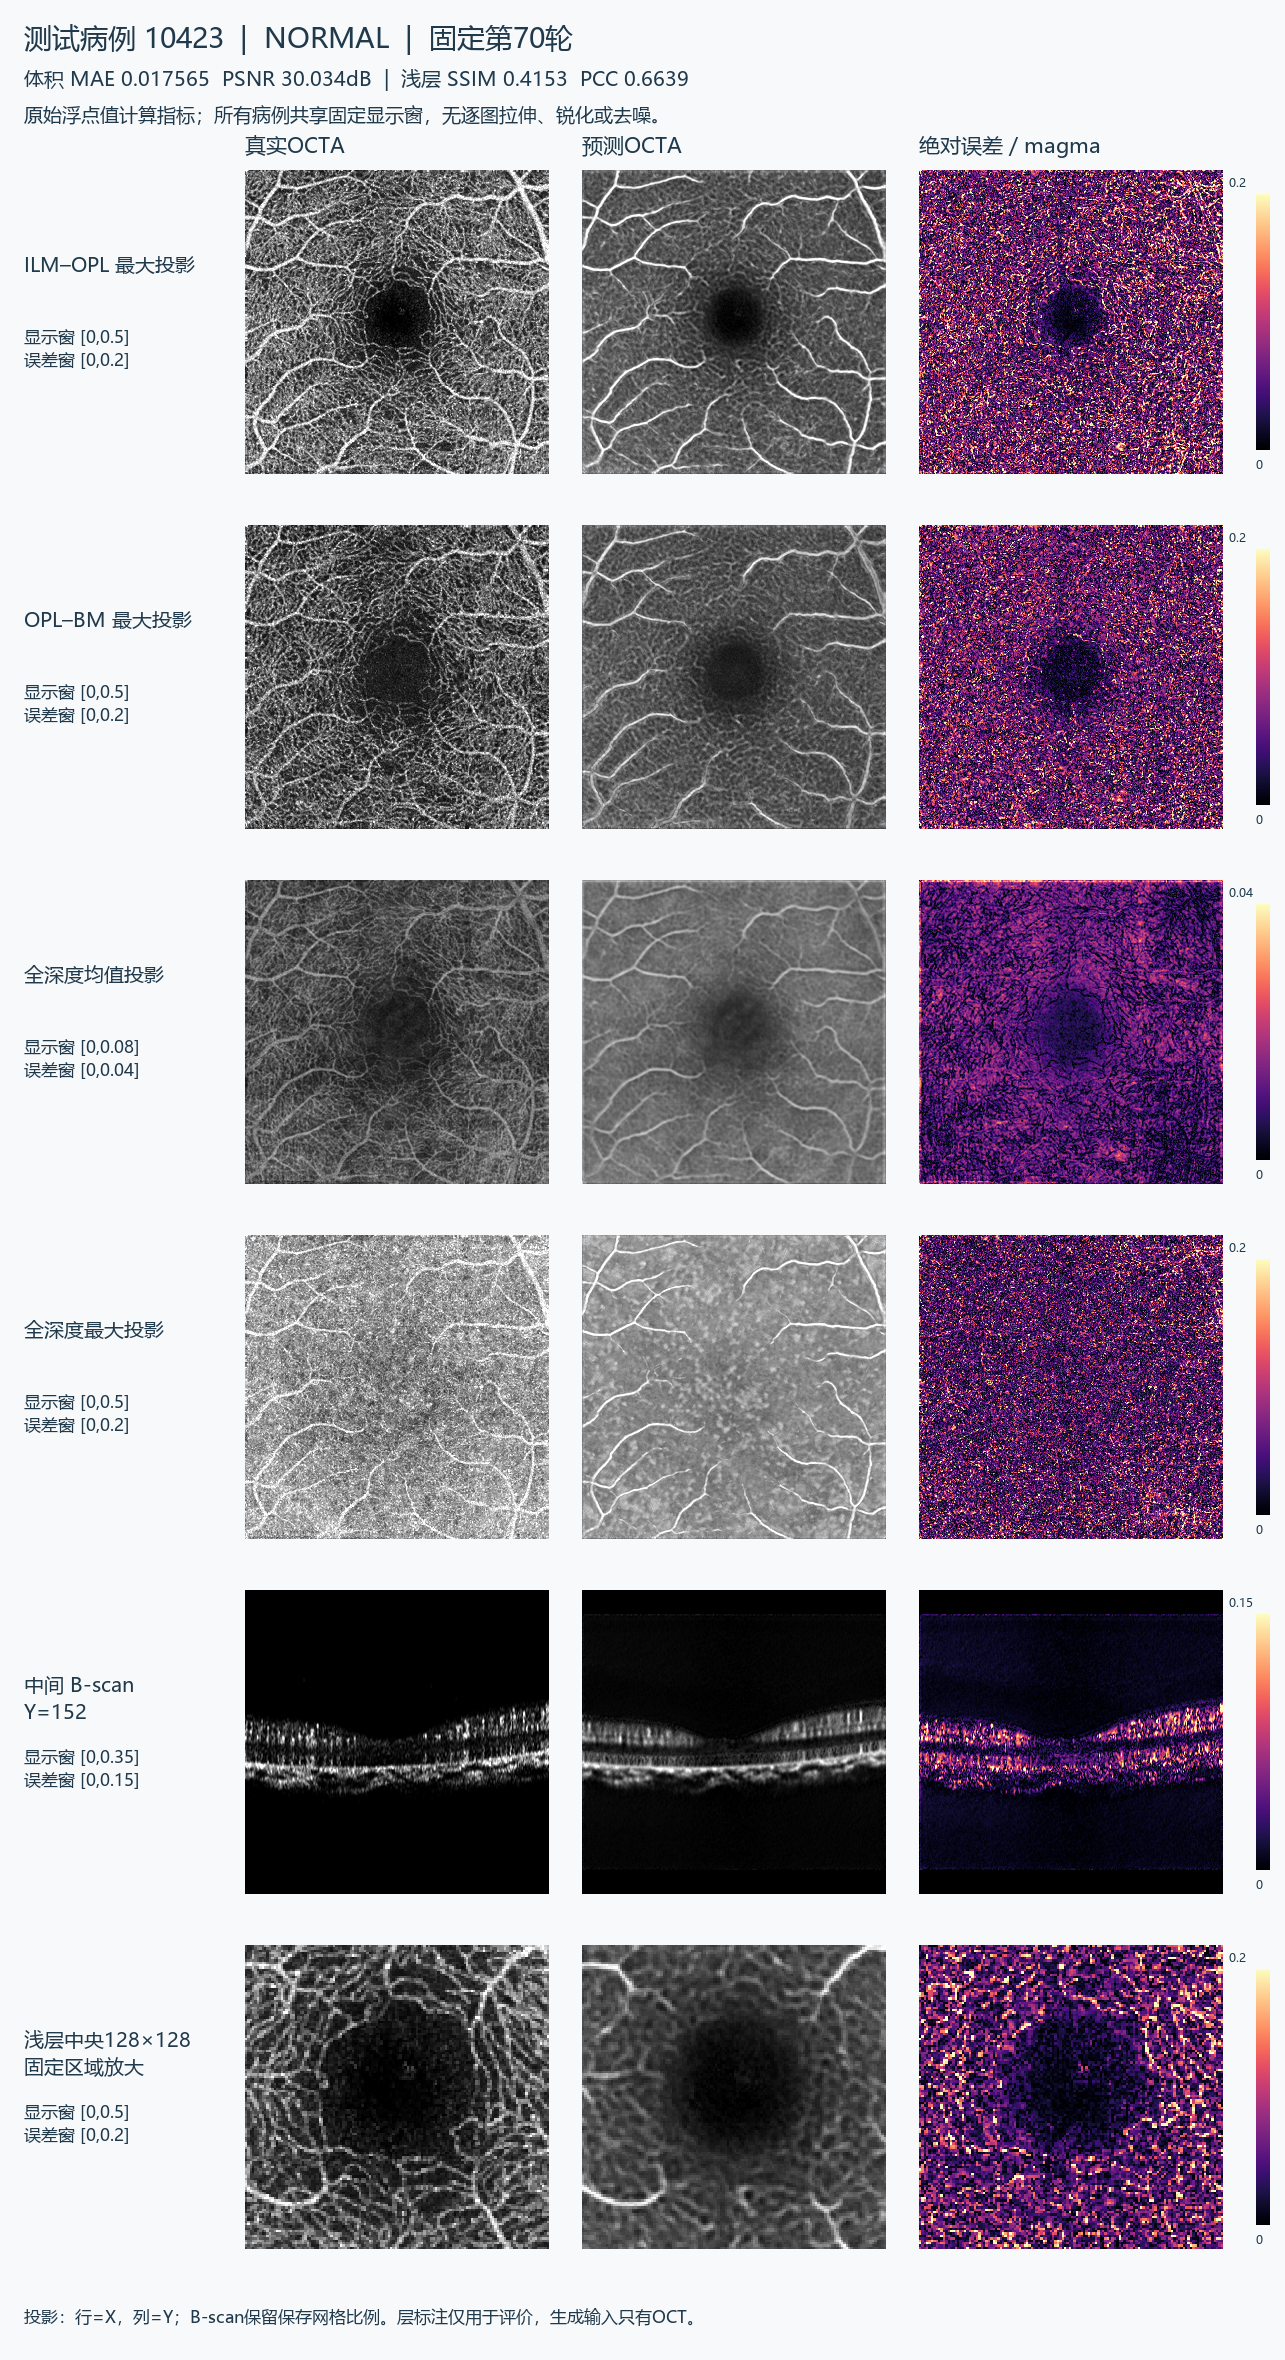 测试病例 10423 | NORMAL | 固定第70轮
体积 MAE 0.017565 PSNR 30.034dB | 浅层 SSIM 0.4153 PCC 0.6639
原始浮点值计算指标；所有病例共享固定显示窗，无逐图拉伸、锐化或去噪。
真实OCTA 预测OCTA 绝对误差 / magma
ILM–OPL 最大投影
显示窗 [0,0.5]
误差窗 [0,0.2]
0.2
0
OPL–BM 最大投影
显示窗 [0,0.5]
误差窗 [0,0.2]
0.2
0
全深度均值投影
显示窗 [0,0.08]
误差窗 [0,0.04]
0.04
0
全深度最大投影
显示窗 [0,0.5]
误差窗 [0,0.2]
0.2
0
中间 B-scan
Y=152
显示窗 [0,0.35]
误差窗 [0,0.15]
0.15
0
浅层中央128×128
固定区域放大
显示窗 [0,0.5]
误差窗 [0,0.2]
0.2
0
投影：行=X，列=Y；B-scan保留保存网格比例。层标注仅用于评价，生成输入只有OCT。